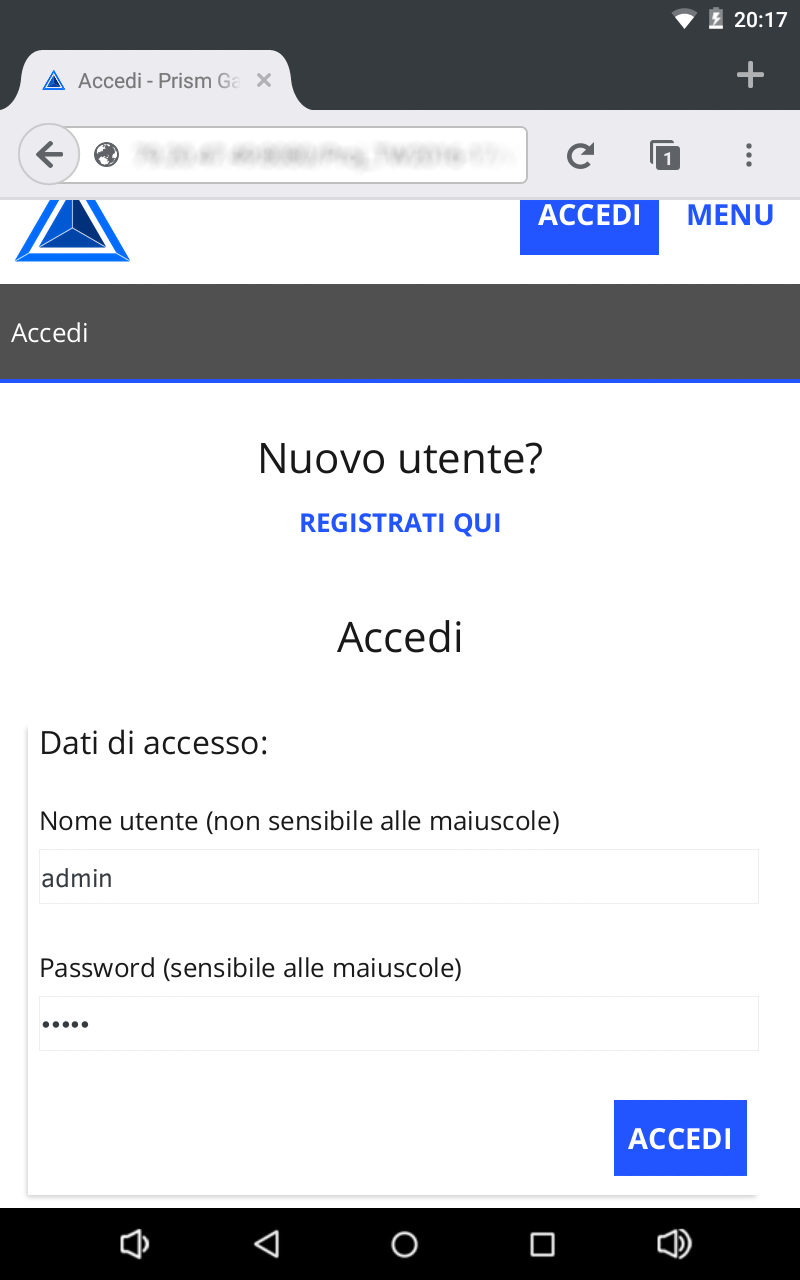 20:17
Accedi - Prism Ga
1
ACCEDI MENU
Accedi
Nuovo utente?
REGISTRATI QUI
Accedi
Dati di accesso:
Nome utente (non sensibile alle maiuscole)
admin
Password (sensibile alle maiuscole)
•••••
ACCEDI